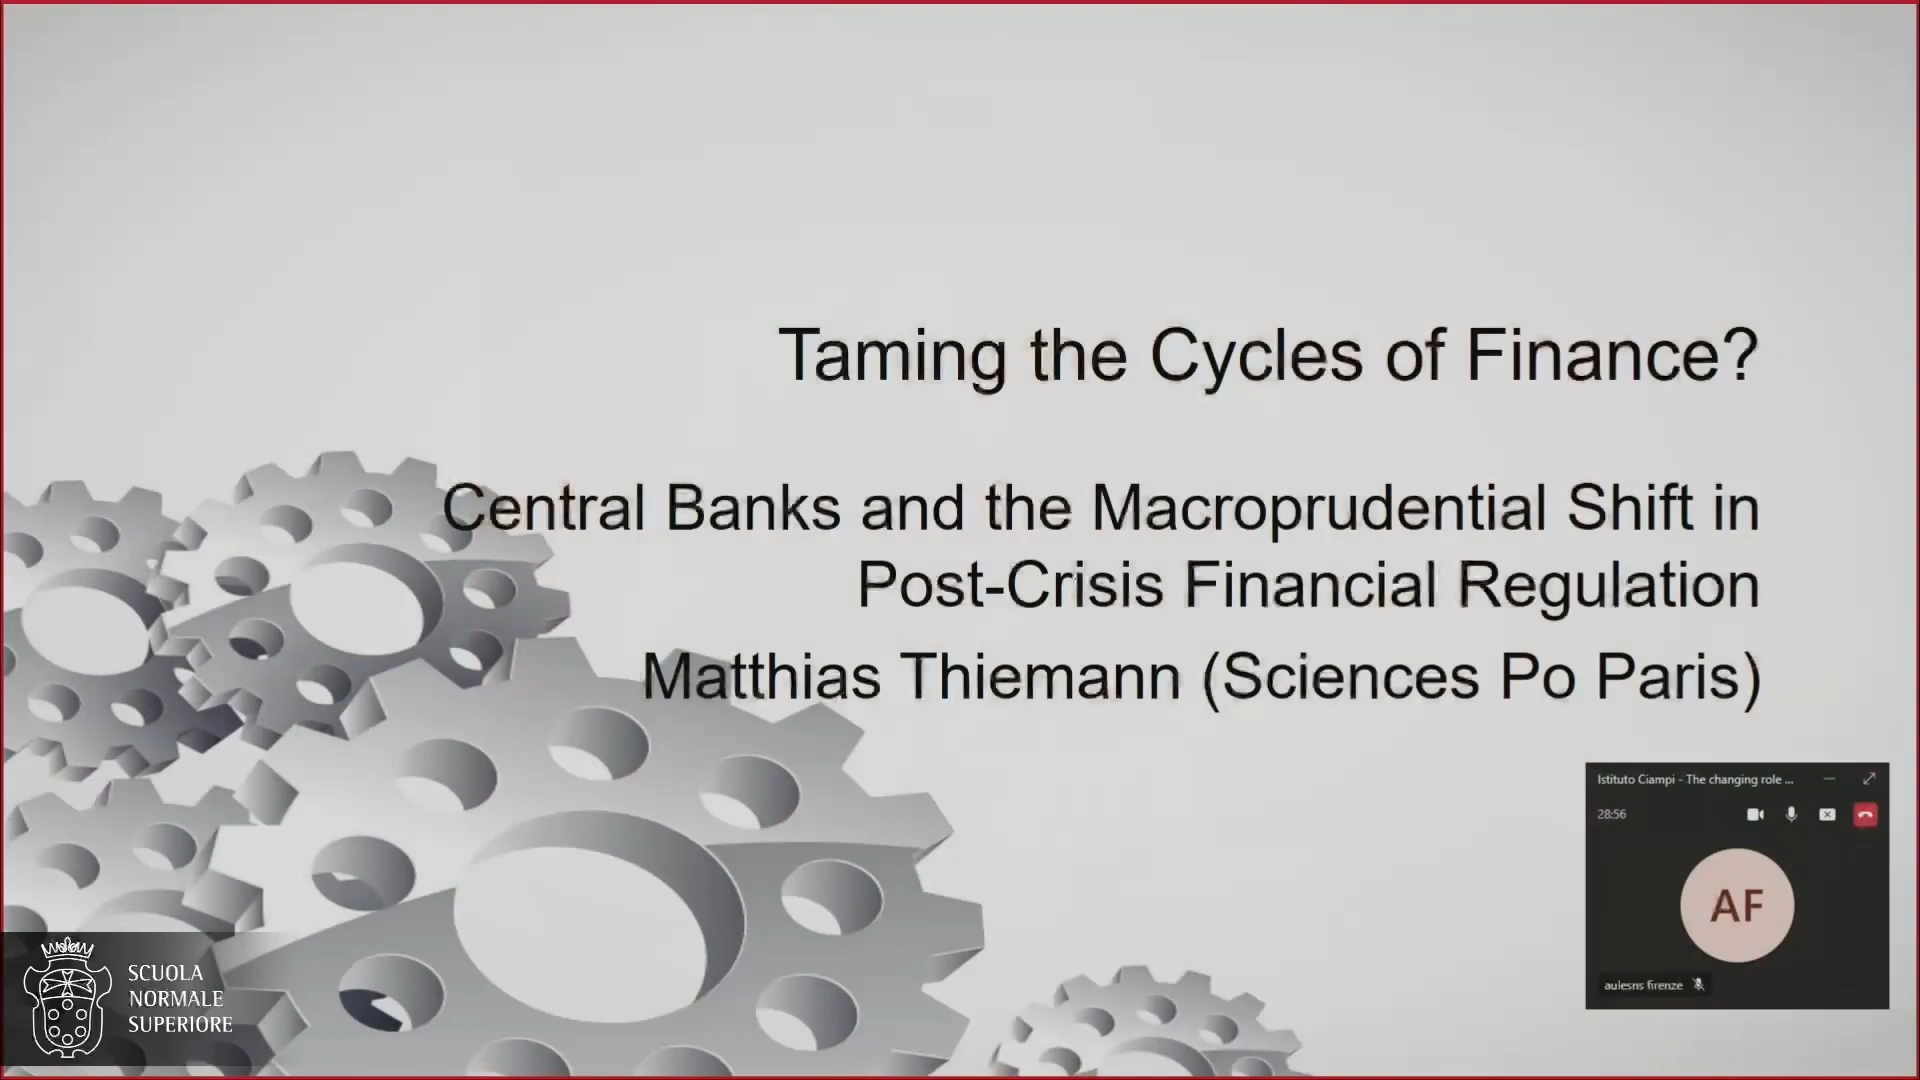 Taming the Cycles of Finance?
Central Banks and the Macroprudential Shift in
Post-Crisis Financial Regulation
Matthias Thiemann (Sciences Po Paris)
Istituto Ciampi - The changing role ...
28:56
AF
aulesns firenze
SCUOLA
NORMALE
SUPERIORE